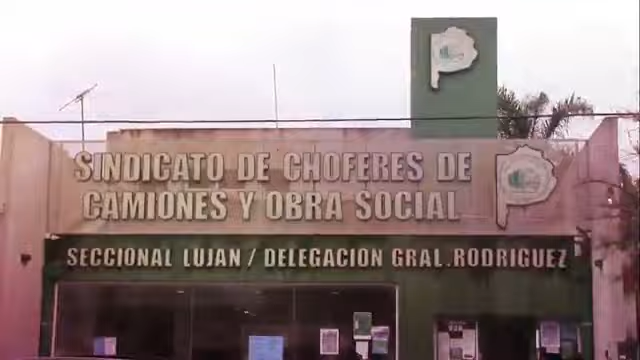 SINDICATO DE CHOFERES DE
CAMIONES Y OBRA SOCIAL
SECCIONAL LUJAN / DELEGACION GRAL. RODRIGUEZ